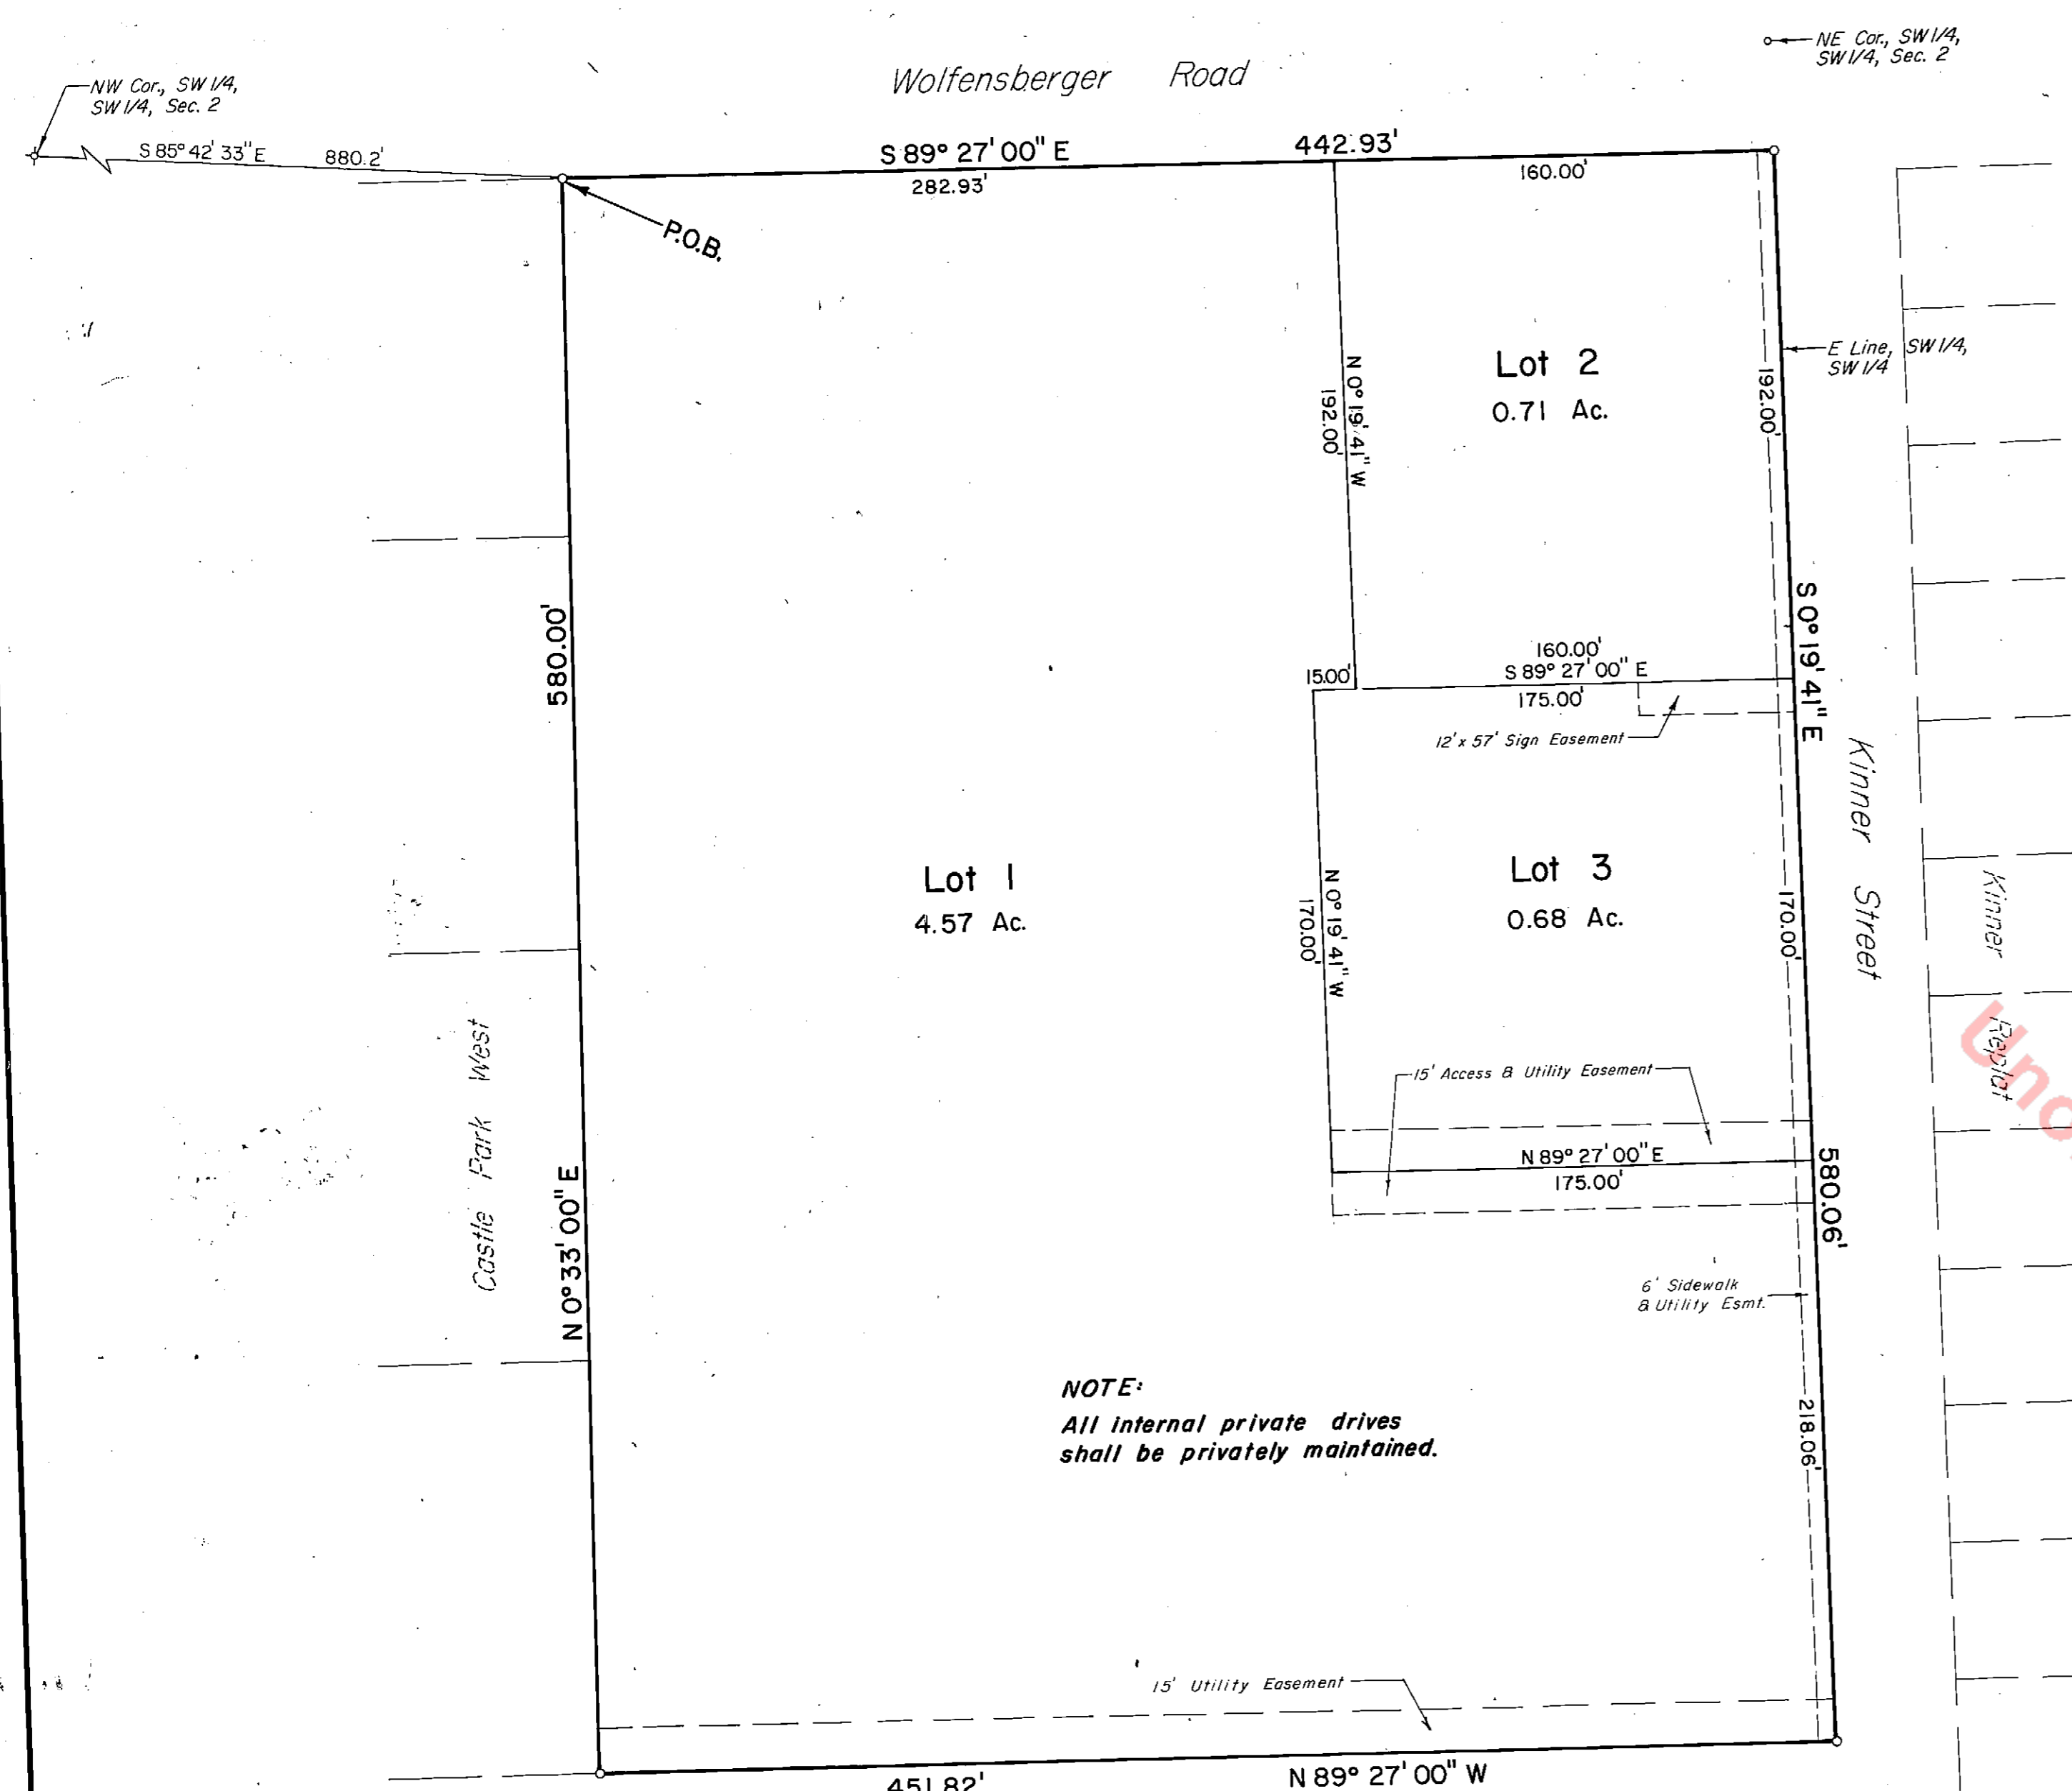 NE Cor., SW 1/4,
SW 1/4, Sec. 2
Wolfensberger Road
NW Cor., SW 1/4,
SW 1/4, Sec. 2
S 85° 42' 33" E 880.2'
S 89° 27' 00" E 442.93'
282.93' 160.00'
P.O.B.
Lot 2
0.71 Ac.
N 0° 19' 41" W
192.00'
192.00'
E Line, SW 1/4,
SW 1/4
S 0° 19' 41" E
580.06'
580.00'
N 0° 33' 00" E
160.00'
S 89° 27' 00" E
15.00'
175.00'
12' x 57' Sign Easement
Kinner Street
Kinner Replat
Lot 1
4.57 Ac.
Lot 3
0.68 Ac.
N 0° 19' 41" W
170.00'
170.00'
Castle Park West
15' Access & Utility Easement
N 89° 27' 00" E
175.00'
6' Sidewalk
& Utility Esmt.
218.06'
NOTE:
All internal private drives
shall be privately maintained.
15' Utility Easement
451.82' N 89° 27' 00" W